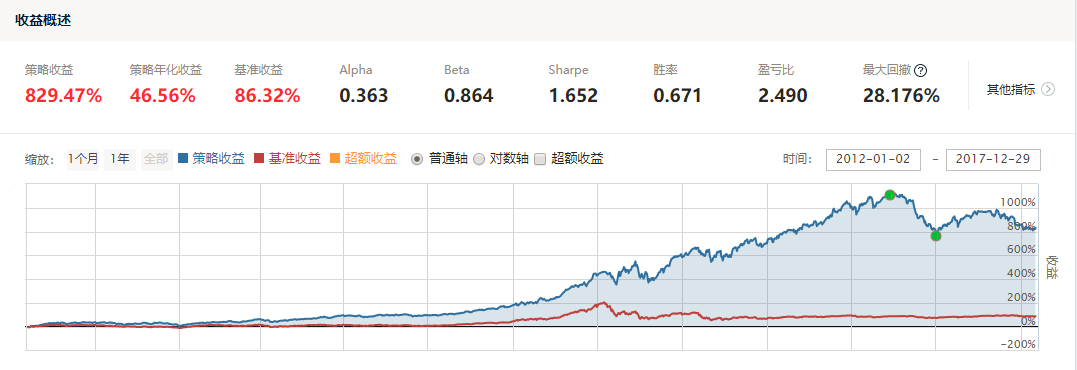 收益概述
策略收益 策略年化收益 基准收益 Alpha Beta Sharpe 胜率 盈亏比 最大回撤 ?
829.47% 46.56% 86.32% 0.363 0.864 1.652 0.671 2.490 28.176%
其他指标
缩放: 1个月 1年 全部 策略收益 基准收益 超额收益 普通轴 对数轴 超额收益 时间: 2012-01-02 - 2017-12-29
1000%
800%
600%
400%
200%
0%
-200%
收益